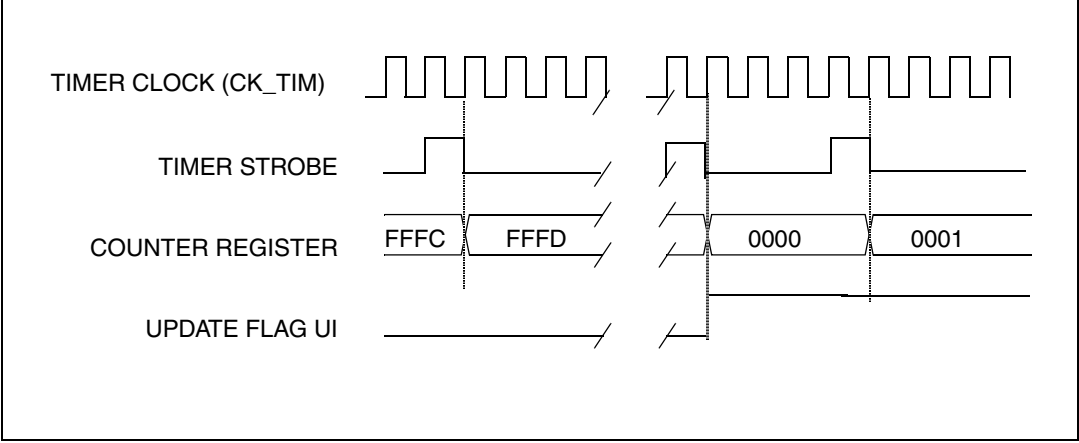 TIMER CLOCK (CK_TIM)
TIMER STROBE
COUNTER REGISTER FFFC FFFD 0000 0001
UPDATE FLAG UI